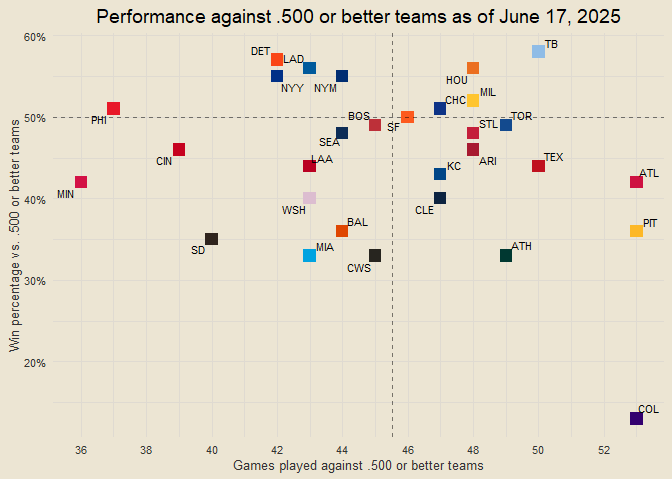 Performance against .500 or better teams as of June 17, 2025
60%
TB
DET
LAD
HOU
NYY
NYM
MIL
CHC
PHI
50%
BOS
SF
TOR
STL
SEA
CIN
LAA
ARI
KC
TEX
ATL
MIN
40%
WSH
CLE
BAL
PIT
SD
MIA
ATH
CWS
30%
20%
COL
Win percentage vs. .500 or better teams
36
38
40
42
44
46
48
50
52
Games played against .500 or better teams